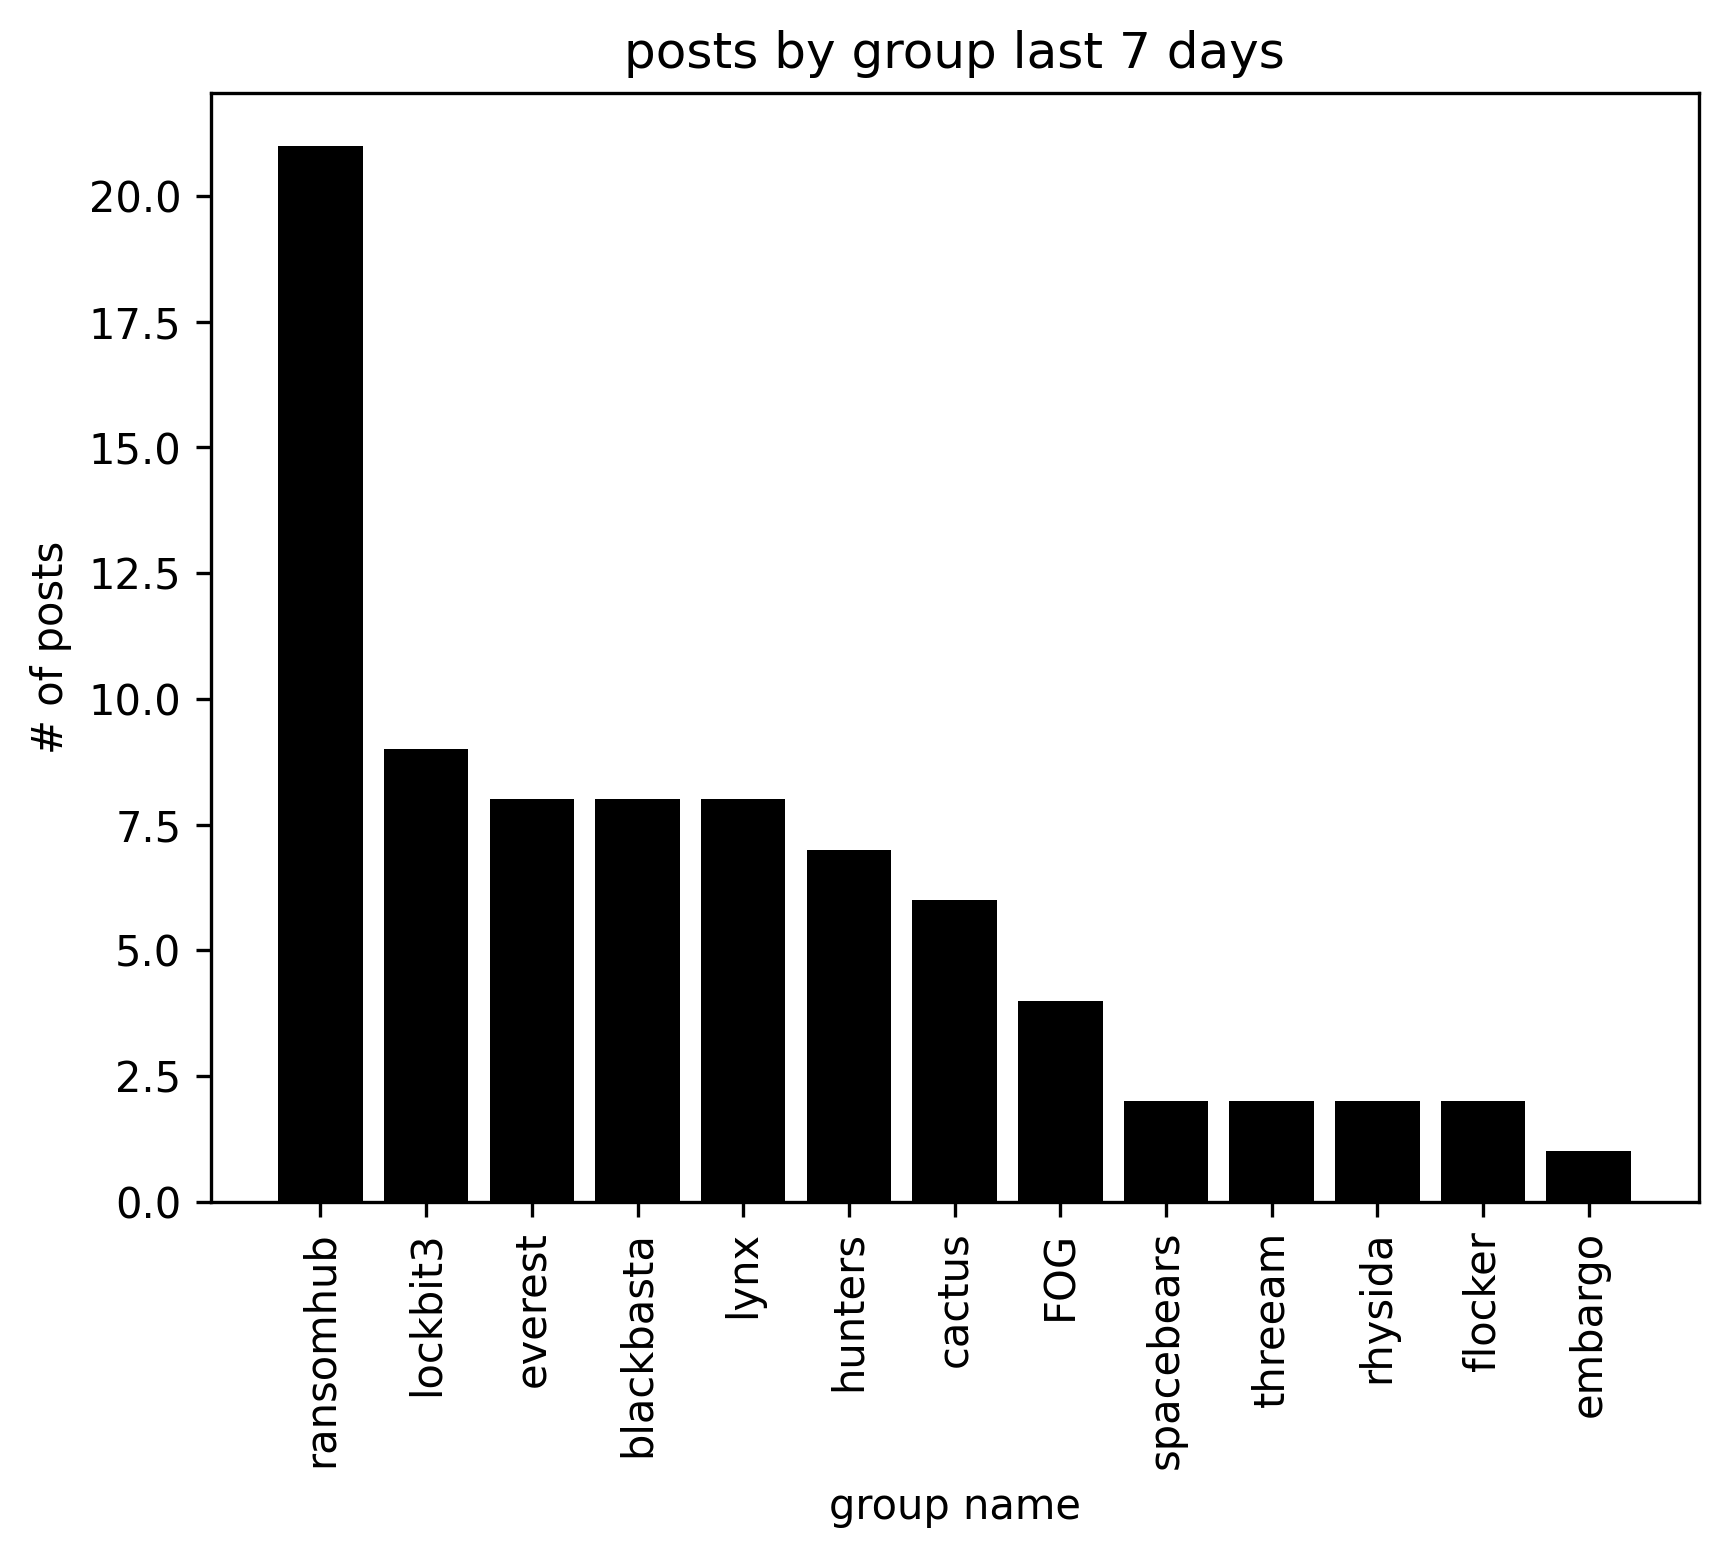 posts by group last 7 days
# of posts
20.0
17.5
15.0
12.5
10.0
7.5
5.0
2.5
0.0
ransomhub
lockbit3
everest
blackbasta
lynx
hunters
cactus
FOG
spacebears
threeam
rhysida
flocker
embargo
group name